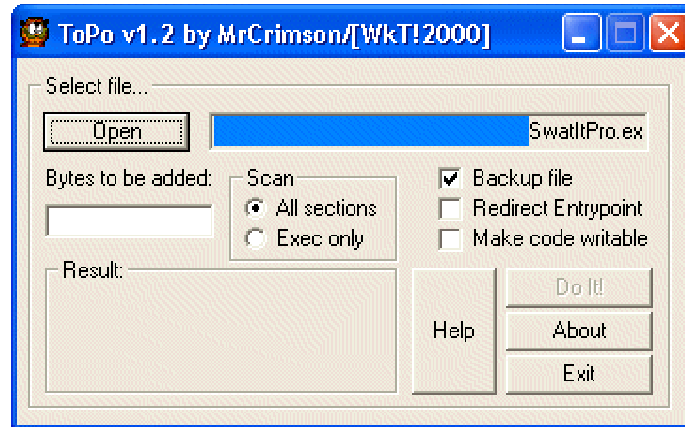 ToPo v1.2 by MrCrimson/[WkT!2000]
Select file...
Open
SwatItPro.ex
Bytes to be added:
Scan
All sections
Exec only
Backup file
Redirect Entrypoint
Make code writable
Result:
Help
Do It!
About
Exit